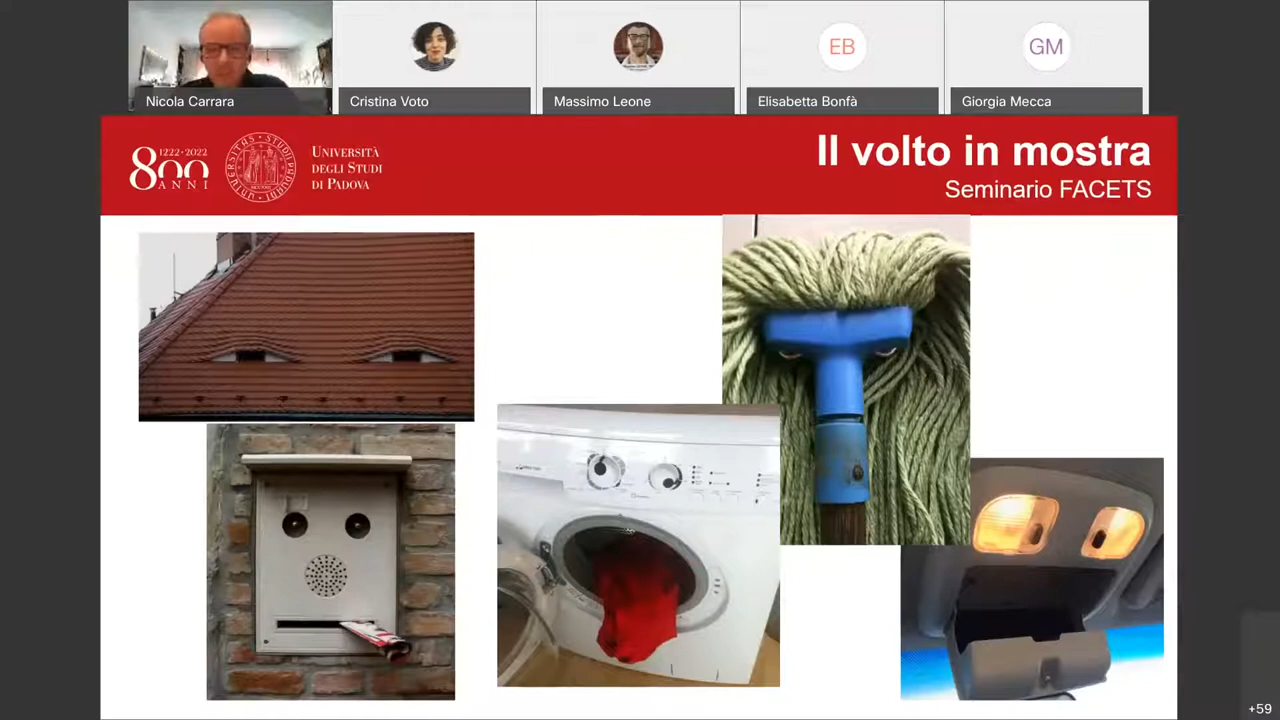 Nicola Carrara
Cristina Voto
Massimo Leone
EB
Elisabetta Bonfà
GM
Giorgia Mecca
1222·2022
800
ANNI
UNIVERSITÀ
DEGLI STUDI
DI PADOVA
Il volto in mostra
Seminario FACETS
+59